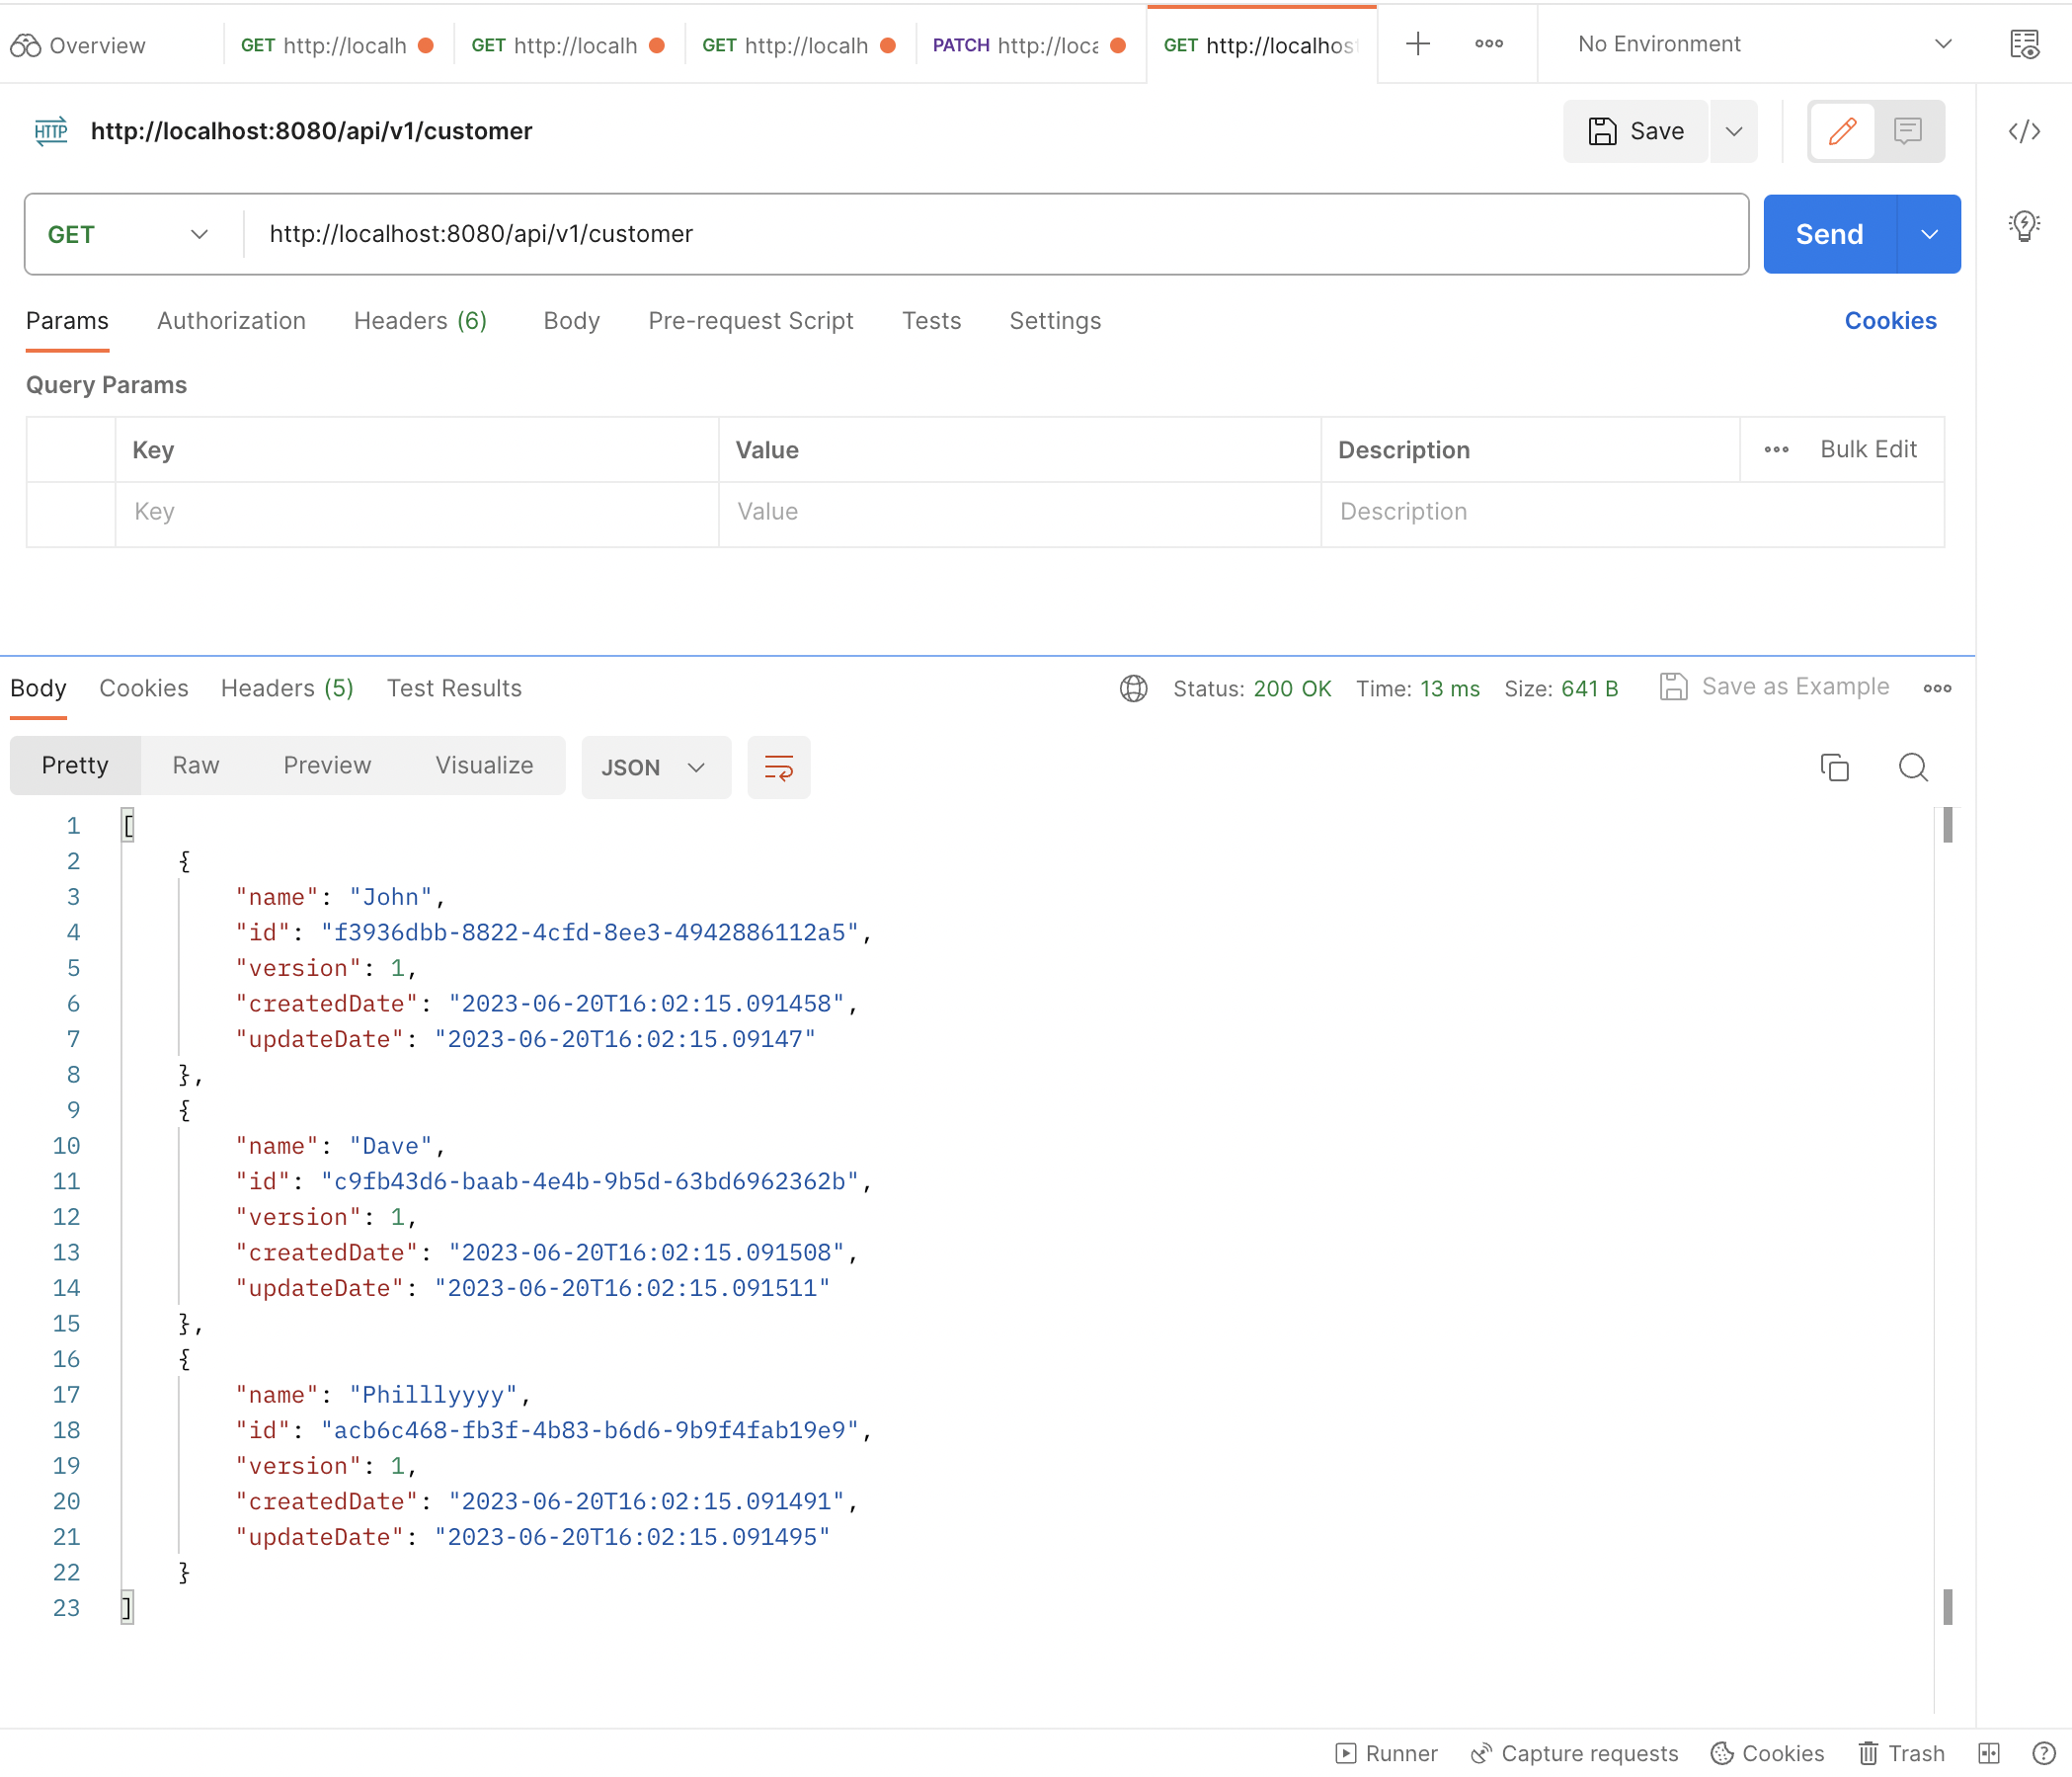 Overview
GET http://localh
GET http://localh
GET http://localh
PATCH http://loca
GET http://localhost
No Environment
HTTP http://localhost:8080/api/v1/customer
Save
GET http://localhost:8080/api/v1/customer
Send
Params Authorization Headers (6) Body Pre-request Script Tests Settings Cookies
Query Params
Key Value Description Bulk Edit
Key Value Description
Body Cookies Headers (5) Test Results Status: 200 OK Time: 13 ms Size: 641 B Save as Example
Pretty Raw Preview Visualize JSON
1 [
2 {
3 "name": "John",
4 "id": "f3936dbb-8822-4cfd-8ee3-4942886112a5",
5 "version": 1,
6 "createdDate": "2023-06-20T16:02:15.091458",
7 "updateDate": "2023-06-20T16:02:15.09147"
8 },
9 {
10 "name": "Dave",
11 "id": "c9fb43d6-baab-4e4b-9b5d-63bd6962362b",
12 "version": 1,
13 "createdDate": "2023-06-20T16:02:15.091508",
14 "updateDate": "2023-06-20T16:02:15.091511"
15 },
16 {
17 "name": "Philllyyyy",
18 "id": "acb6c468-fb3f-4b83-b6d6-9b9f4fab19e9",
19 "version": 1,
20 "createdDate": "2023-06-20T16:02:15.091491",
21 "updateDate": "2023-06-20T16:02:15.091495"
22 }
23 ]
Runner Capture requests Cookies Trash